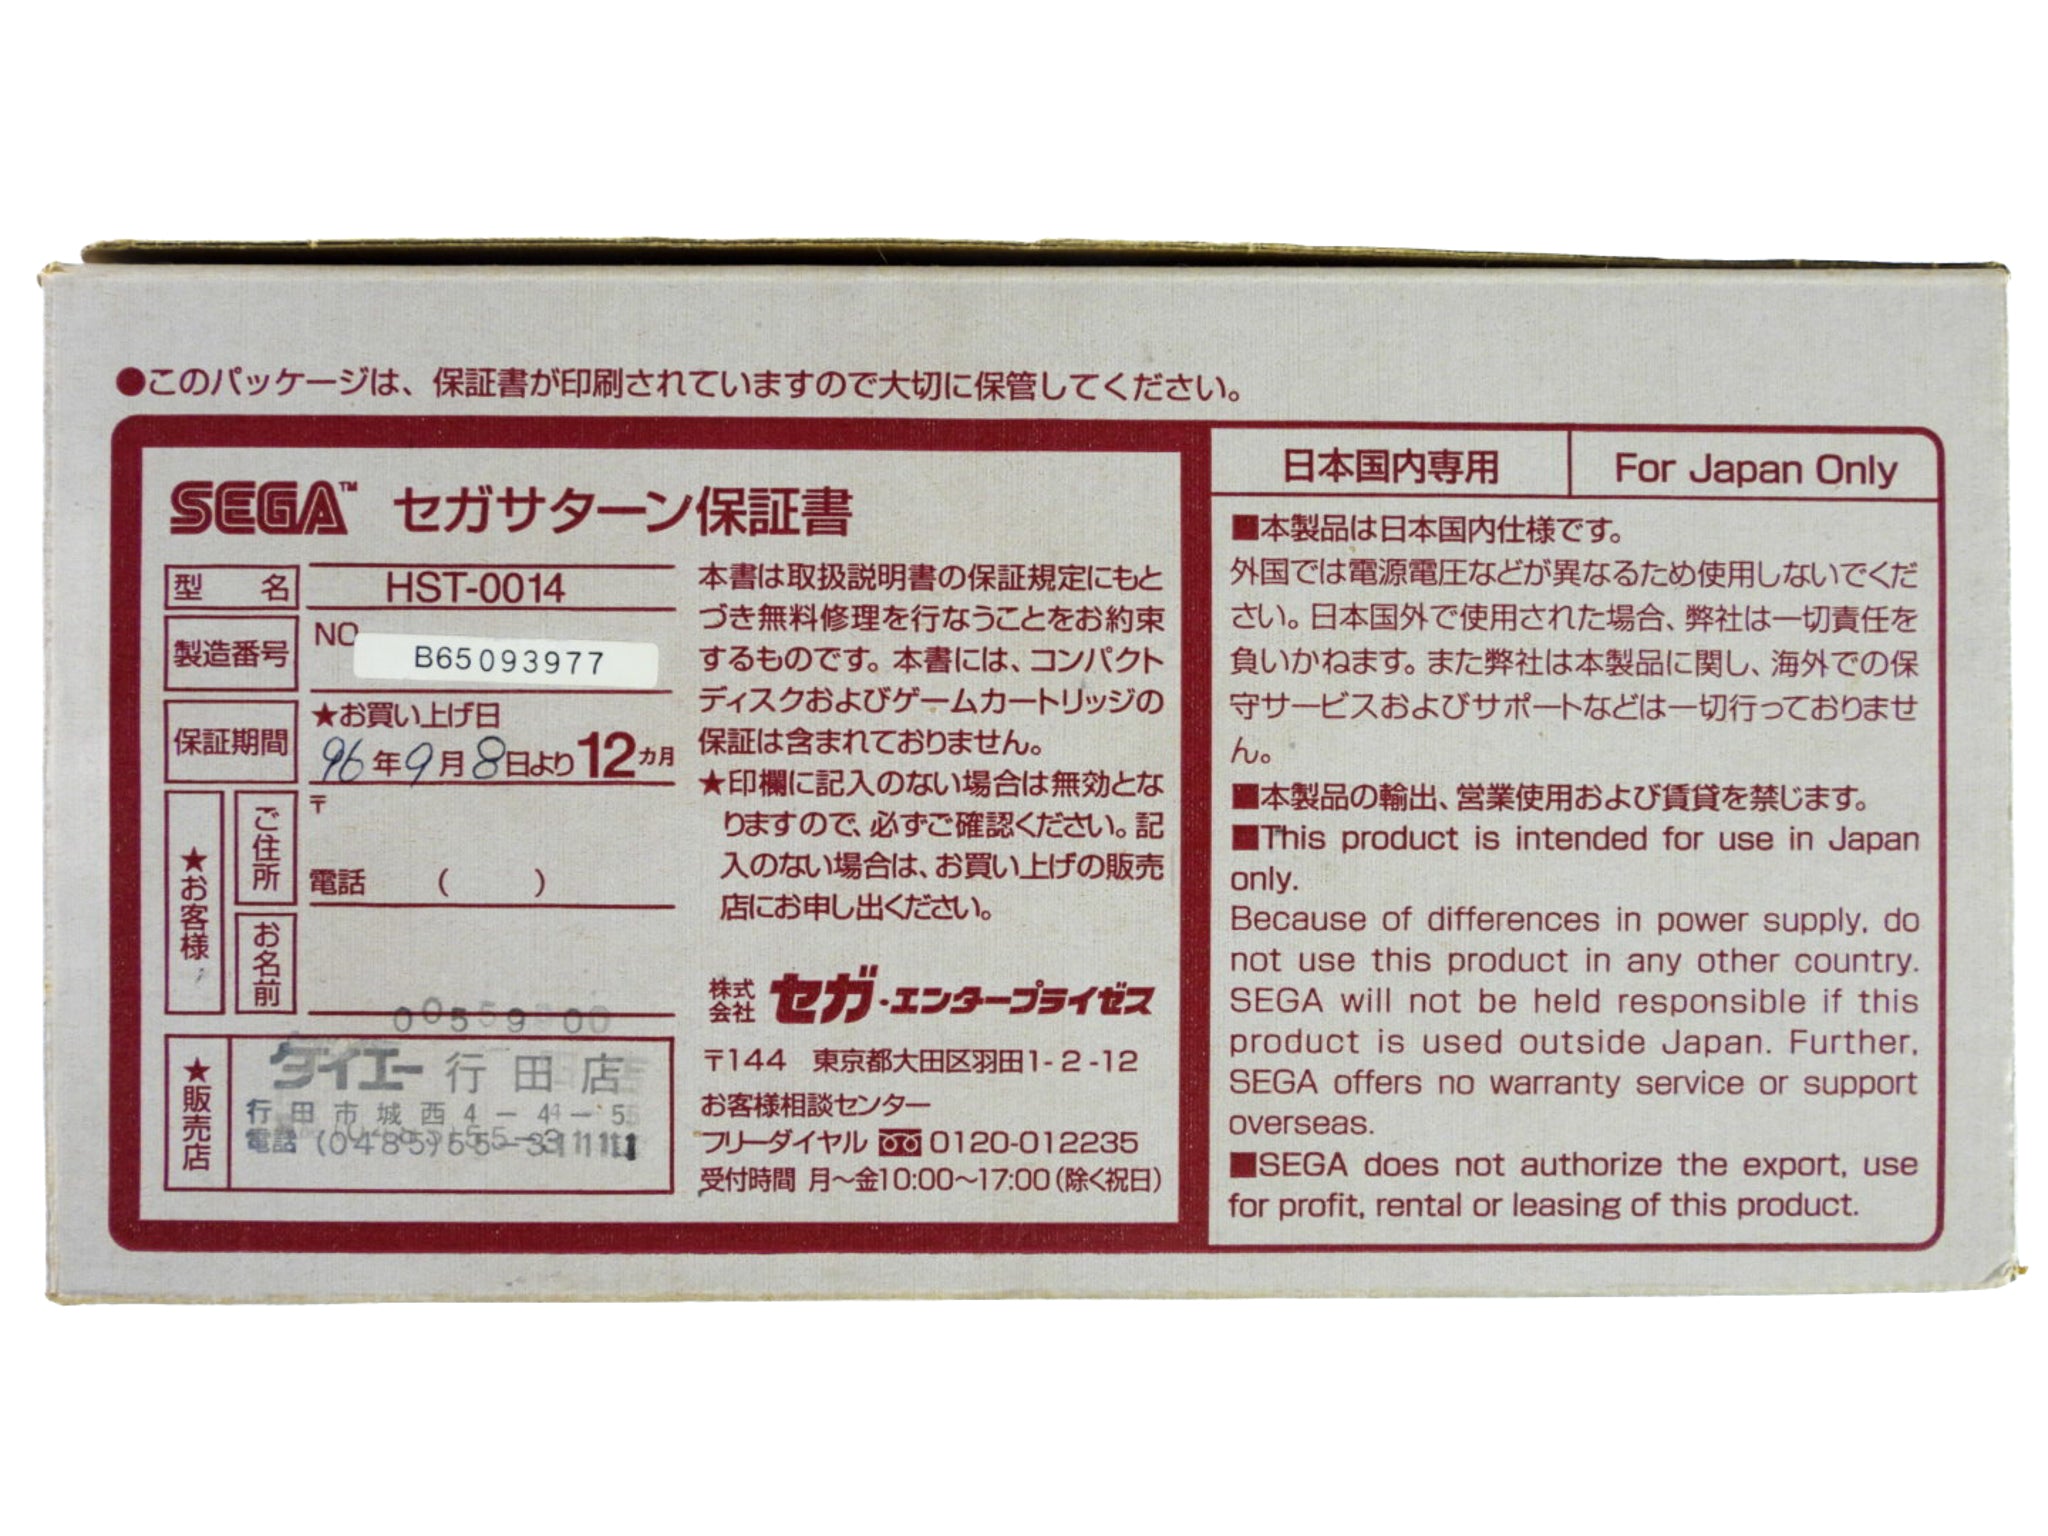 ●このパッケージは、保証書が印刷されていますので大切に保管してください。
SEGA™ セガサターン保証書
型 名 HST-0014
製造番号 NO B65093977
保証期間 ★お買い上げ日
96年9月8日より12ヵ月
★お客様
ご住所 〒
電話 ( )
お名前
★販売店
ダイエー 行田店
行田市城西4-4-5
電話
本書は取扱説明書の保証規定にもと
づき無料修理を行なうことをお約束
するものです。本書には、コンパクト
ディスクおよびゲームカートリッジの
保証は含まれておりません。
★印欄に記入のない場合は無効とな
りますので、必ずご確認ください。記
入のない場合は、お買い上げの販売
店にお申し出ください。
株式会社 セガ・エンタープライゼス
〒144 東京都大田区羽田1-2-12
お客様相談センター
フリーダイヤル 0120-012235
受付時間 月~金10:00~17:00(除く祝日)
日本国内専用 For Japan Only
■本製品は日本国内仕様です。
外国では電源電圧などが異なるため使用しないでくだ
さい。日本国外で使用された場合、弊社は一切責任を
負いかねます。また弊社は本製品に関し、海外での保
守サービスおよびサポートなどは一切行っておりませ
ん。
■本製品の輸出、営業使用および賃貸を禁じます。
■This product is intended for use in Japan
only.
Because of differences in power supply, do
not use this product in any other country.
SEGA will not be held responsible if this
product is used outside Japan. Further,
SEGA offers no warranty service or support
overseas.
■SEGA does not authorize the export, use
for profit, rental or leasing of this product.